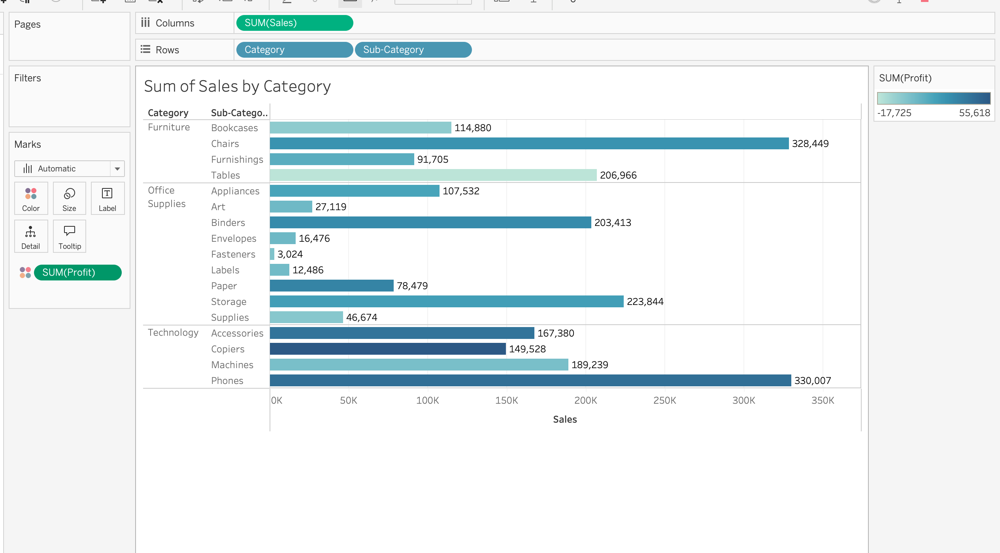 Pages
Columns
SUM(Sales)
Rows
Category
Sub-Category
Filters
Marks
Automatic
Color
Size
Label
Detail
Tooltip
SUM(Profit)
Sum of Sales by Category
Category
Sub-Catego..
Furniture
Bookcases
114,880
Chairs
328,449
Furnishings
91,705
Tables
206,966
Office
Supplies
Appliances
107,532
Art
27,119
Binders
203,413
Envelopes
16,476
Fasteners
3,024
Labels
12,486
Paper
78,479
Storage
223,844
Supplies
46,674
Technology
Accessories
167,380
Copiers
149,528
Machines
189,239
Phones
330,007
0K
50K
100K
150K
200K
250K
300K
350K
Sales
SUM(Profit)
-17,725
55,618